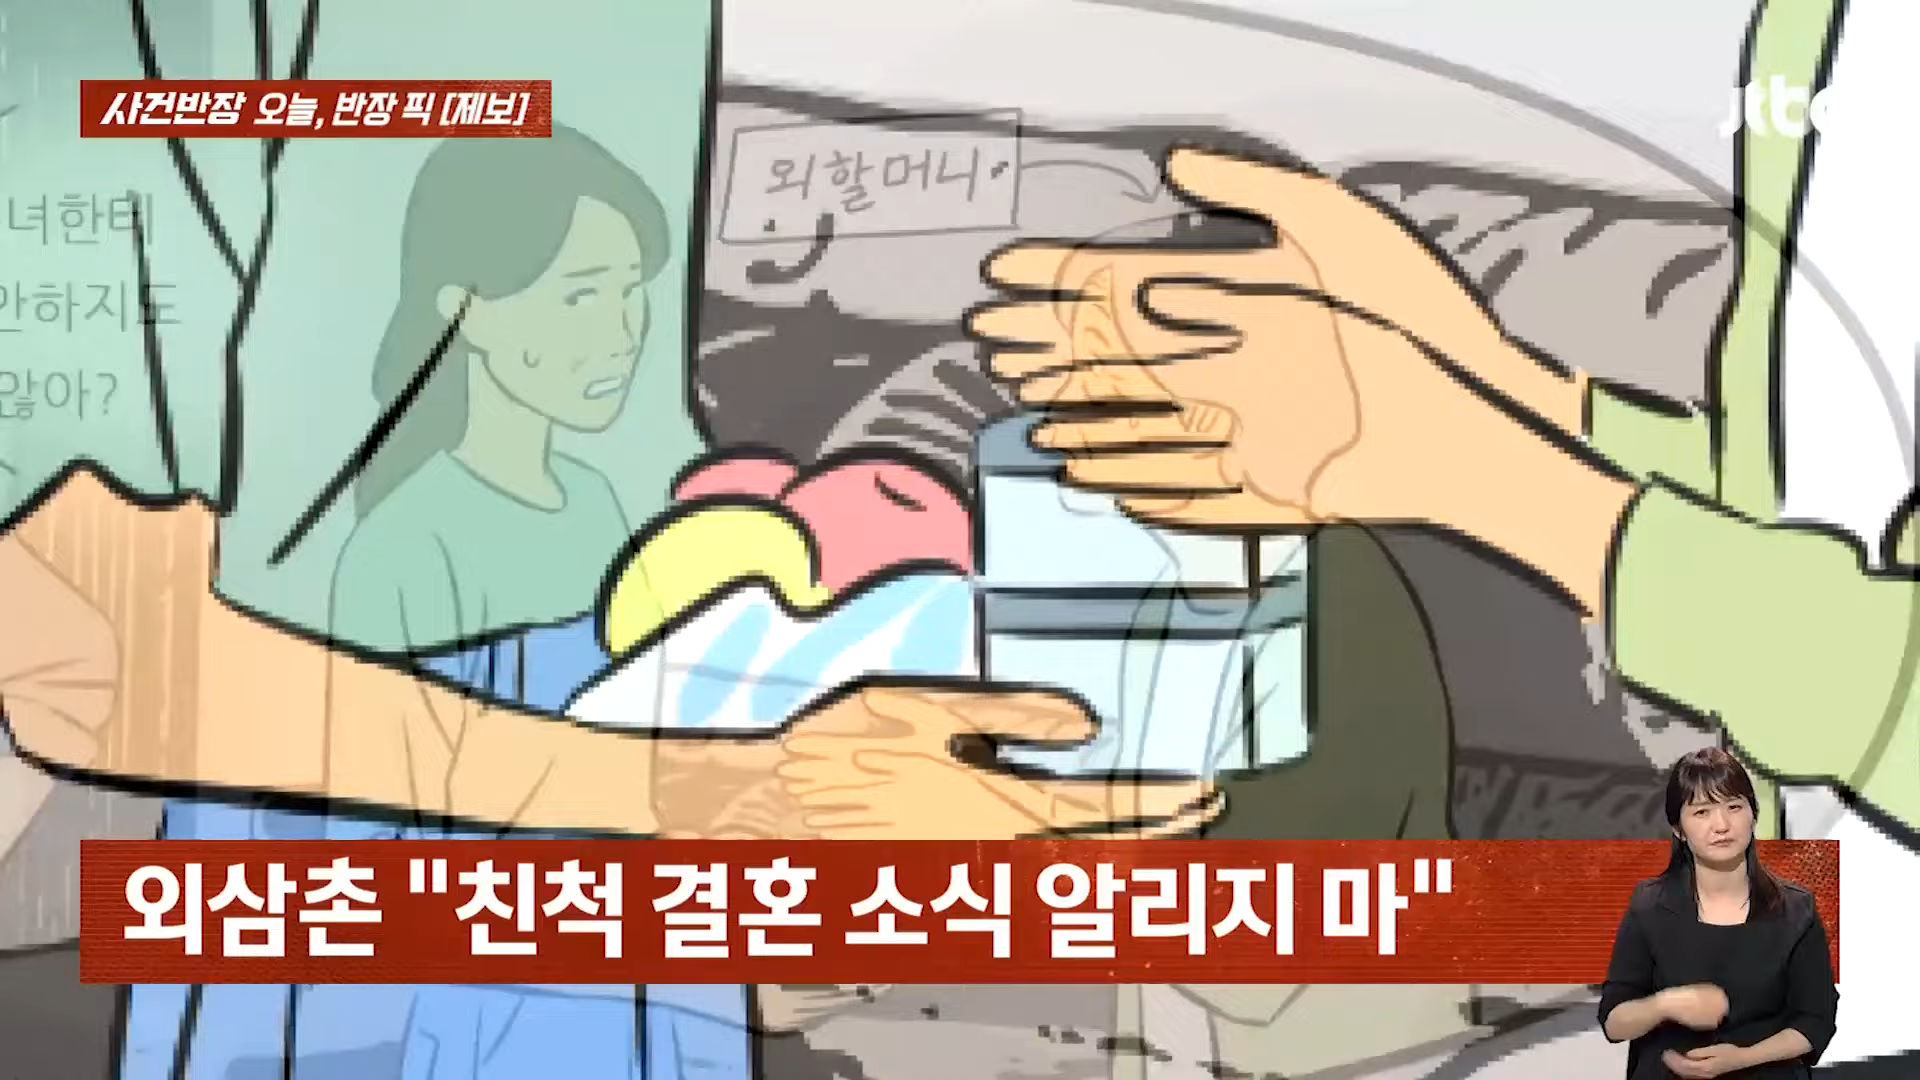 사건반장 오늘, 반장 픽 [제보]
jtbc
외할머니
녀한테
안하지도
않아?
외삼촌 "친척 결혼 소식 알리지 마"